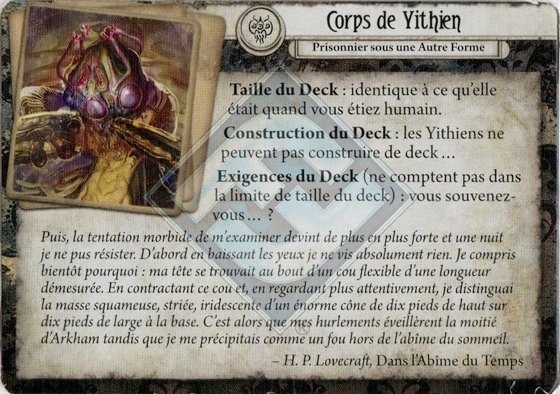 Corps de Yithien
Prisonnier sous une Autre Forme
Taille du Deck : identique à ce qu'elle
était quand vous étiez humain.
Construction du Deck : les Yithiens ne
peuvent pas construire de deck …
Exigences du Deck (ne comptent pas dans
la limite de taille du deck) : vous souvenez-
vous… ?
Puis, la tentation morbide de m'examiner devint de plus en plus forte et une nuit
je ne pus résister. D'abord en baissant les yeux je ne vis absolument rien. Je compris
bientôt pourquoi : ma tête se trouvait au bout d'un cou flexible d'une longueur
démesurée. En contractant ce cou et, en regardant plus attentivement, je distinguai
la masse squameuse, striée, iridescente d'un énorme cône de dix pieds de haut sur
dix pieds de large à la base. C'est alors que mes hurlements éveillèrent la moitié
d'Arkham tandis que je me précipitais comme un fou hors de l'abîme du sommeil.
– H. P. Lovecraft, Dans l'Abîme du Temps